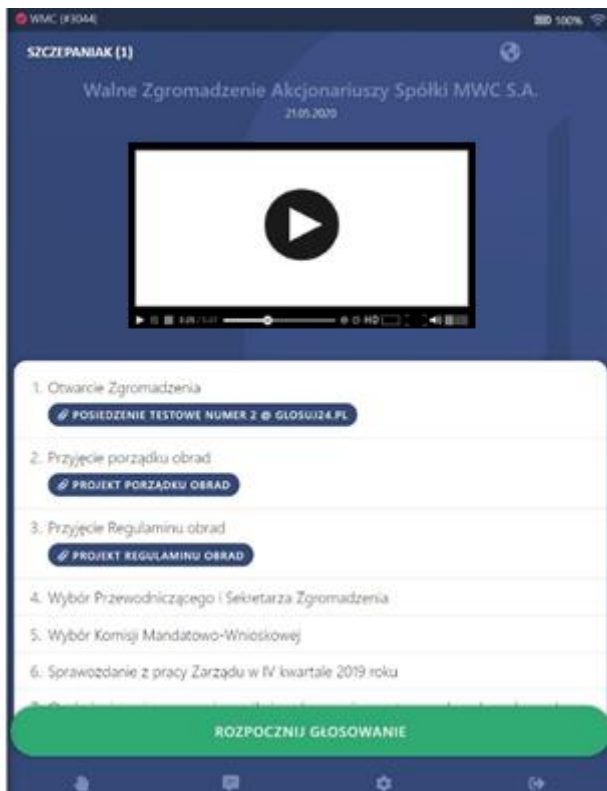 WMC (#3044)
100%
SZCZEPANIAK (1)
Walne Zgromadzenie Akcjonariuszy Spółki MWC S.A.
21.05.2020
HD
1. Otwarcie Zgromadzenia
POSIEDZENIE TESTOWE NUMER 2 @ GLOSUJ24.PL
2. Przyjęcie porządku obrad
PROJEKT PORZĄDKU OBRAD
3. Przyjęcie Regulaminu obrad
PROJEKT REGULAMINU OBRAD
4. Wybór Przewodniczącego i Sekretarza Zgromadzenia
5. Wybór Komisji Mandatowo-Wnioskowej
6. Sprawozdanie z pracy Zarządu w IV kwartale 2019 roku
ROZPOCZNIJ GŁOSOWANIE